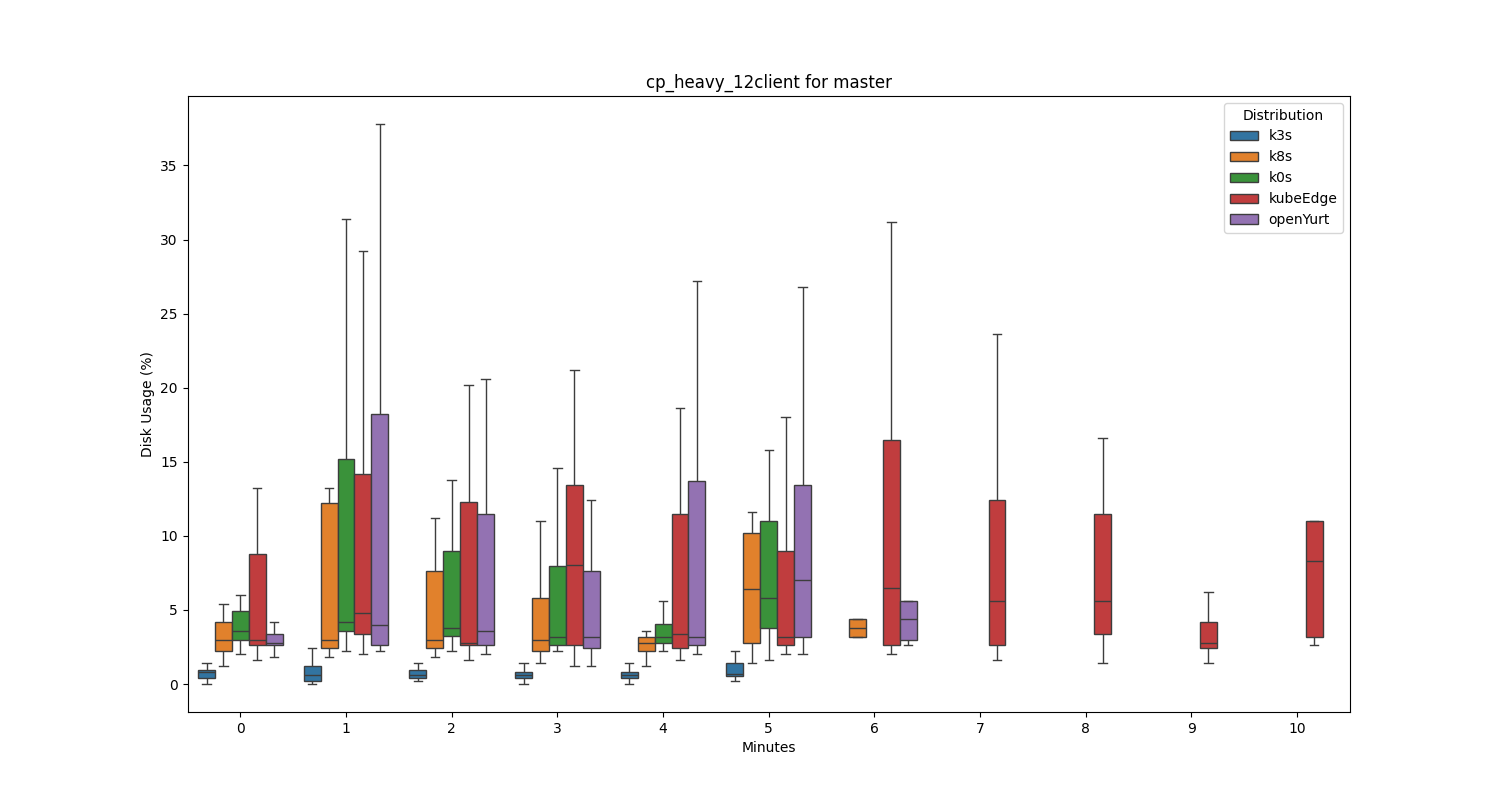 cp_heavy_12client for master
Distribution
k3s
k8s
k0s
kubeEdge
openYurt
Disk Usage (%)
35
30
25
20
15
10
5
0
0 1 2 3 4 5 6 7 8 9 10
Minutes